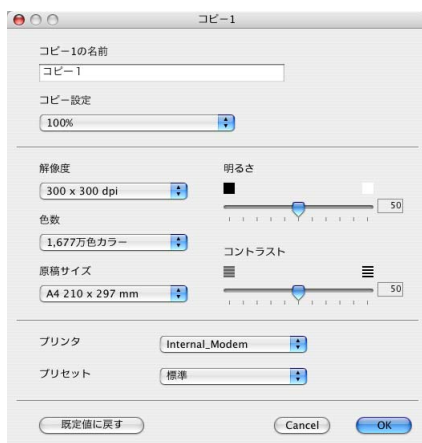 コピー1
コピー1の名前
コピー1
コピー設定
100%
解像度
300 x 300 dpi
色数
1,677万色カラー
原稿サイズ
A4 210 x 297 mm
明るさ
50
コントラスト
50
プリンタ
Internal_Modem
プリセット
標準
既定値に戻す
Cancel
OK